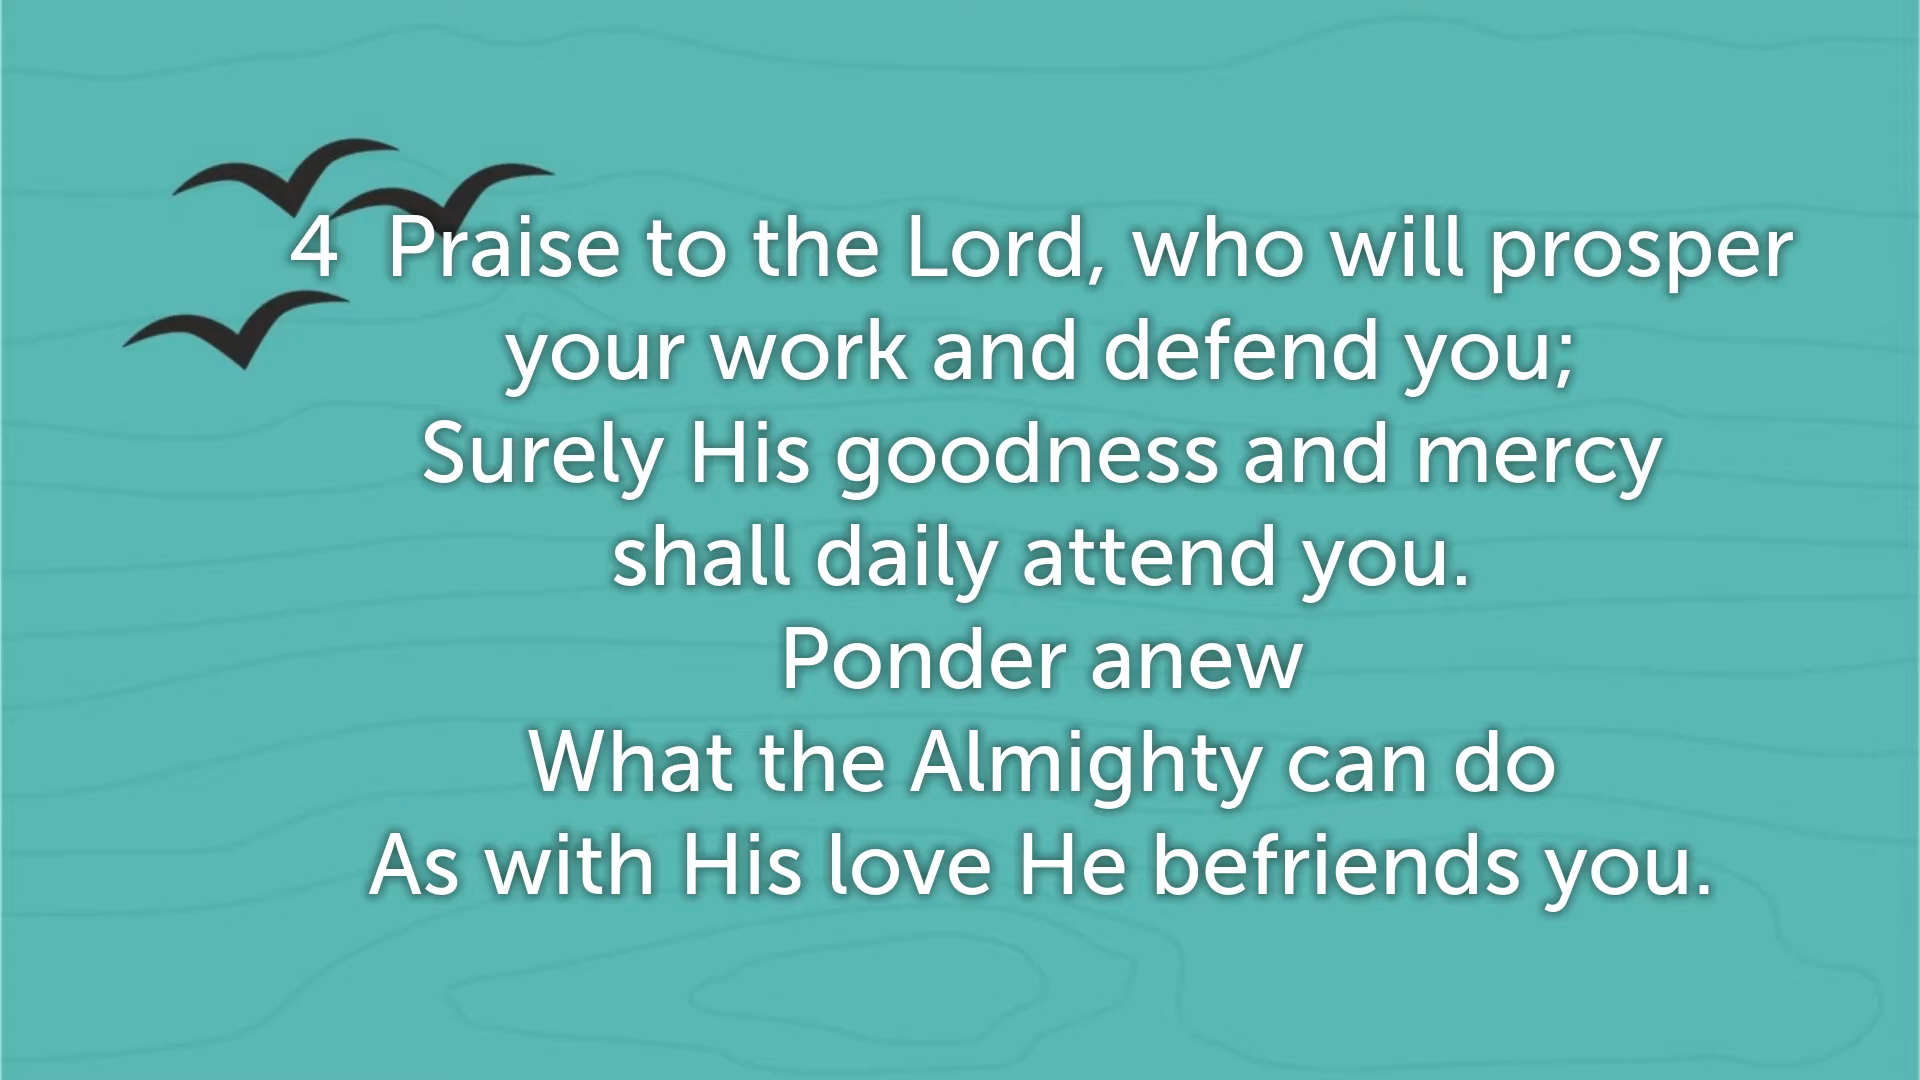 4  Praise to the Lord, who will prosper
your work and defend you;
Surely His goodness and mercy
shall daily attend you.
Ponder anew
What the Almighty can do
As with His love He befriends you.